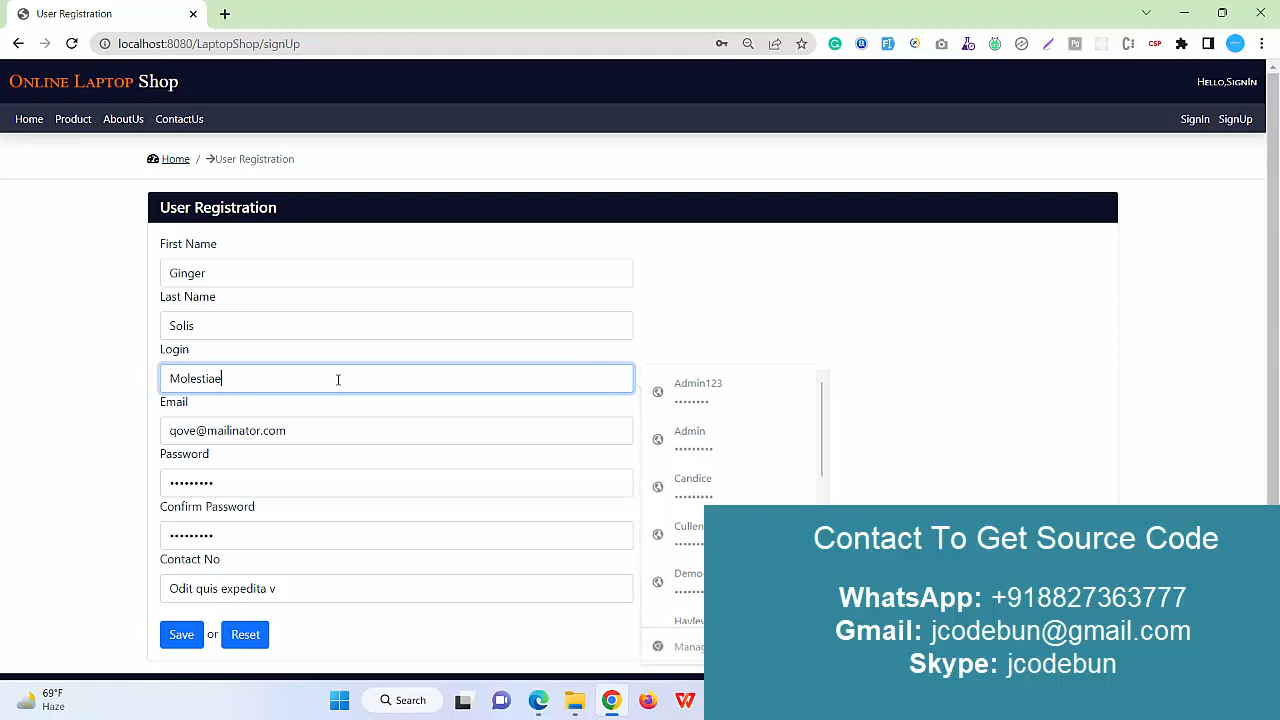 User Registration
localhost:8080/LaptopShop/signUp
CSP
ONLINE LAPTOP Shop
HELLO,SIGNIN
Home Product AboutUs ContactUs
SignIn SignUp
Home / →User Registration
User Registration
First Name
Ginger
Last Name
Solis
Login
Molestiae
Admin123
••••••••
Email
Admin
•••••••••
qove@mailinator.com
Password
Candice
•••••••••
•••••••••
Confirm Password
Cullen
•••••••••
Contact No
Demo
Odit quis expedita v
Hayley
Save or Reset
Manag
Contact To Get Source Code
WhatsApp: +918827363777
Gmail: jcodebun@gmail.com
Skype: jcodebun
69°F
Haze
Search